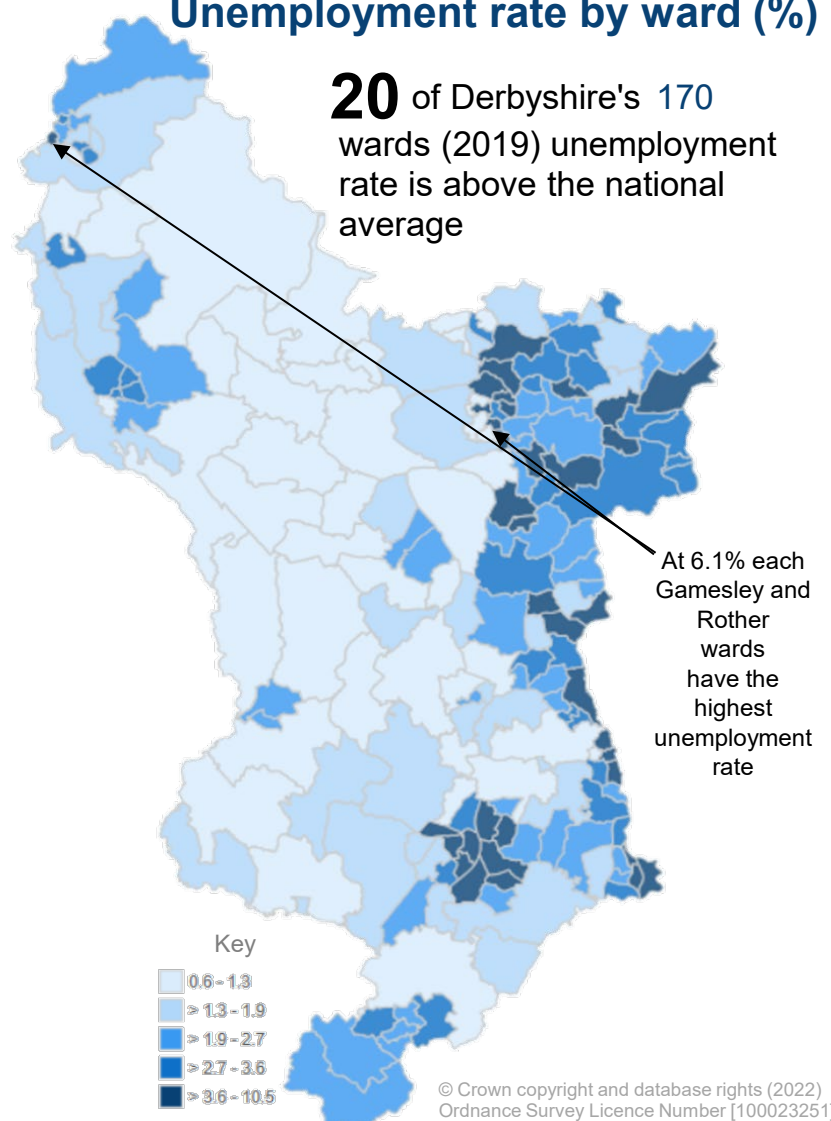 Unemployment rate by ward (%)
20 of Derbyshire's 170
wards (2019) unemployment
rate is above the national
average
At 6.1% each
Gamesley and
Rother
wards
have the
highest
unemployment
rate
Key
0.6 - 1.3
> 1.3 - 1.9
> 1.9 - 2.7
> 2.7 - 3.6
> 3.6 - 10.5
© Crown copyright and database rights (2022)
Ordnance Survey Licence Number [100023251]